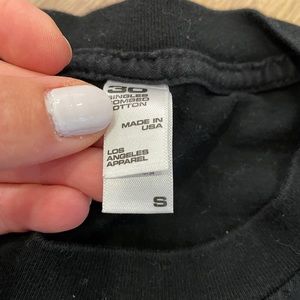 30
SINGLES
COMBED
COTTON
MADE IN
USA
LOS
ANGELES
APPAREL
S